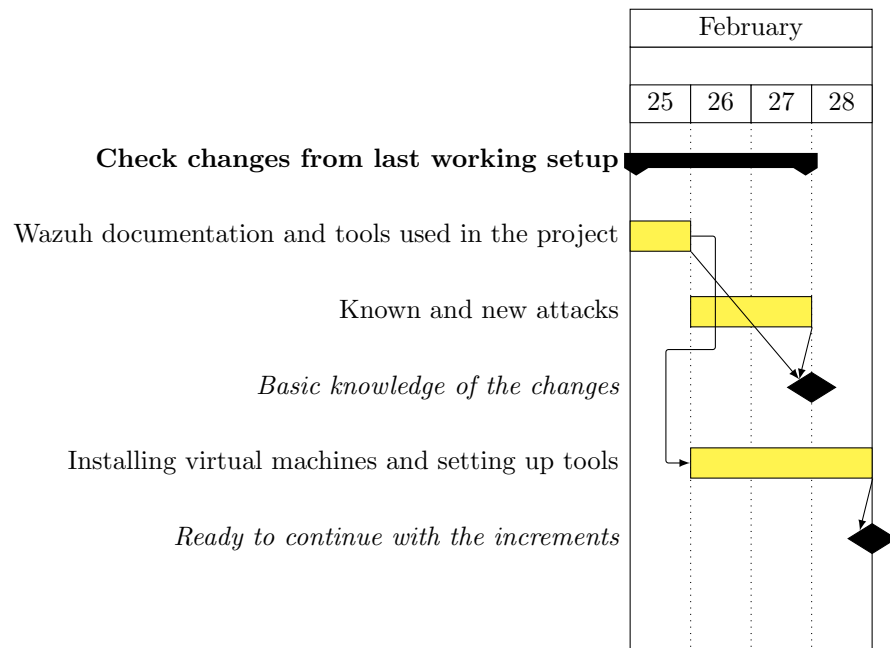 February
25 26 27 28
Check changes from last working setup
Wazuh documentation and tools used in the project
Known and new attacks
Basic knowledge of the changes
Installing virtual machines and setting up tools
Ready to continue with the increments